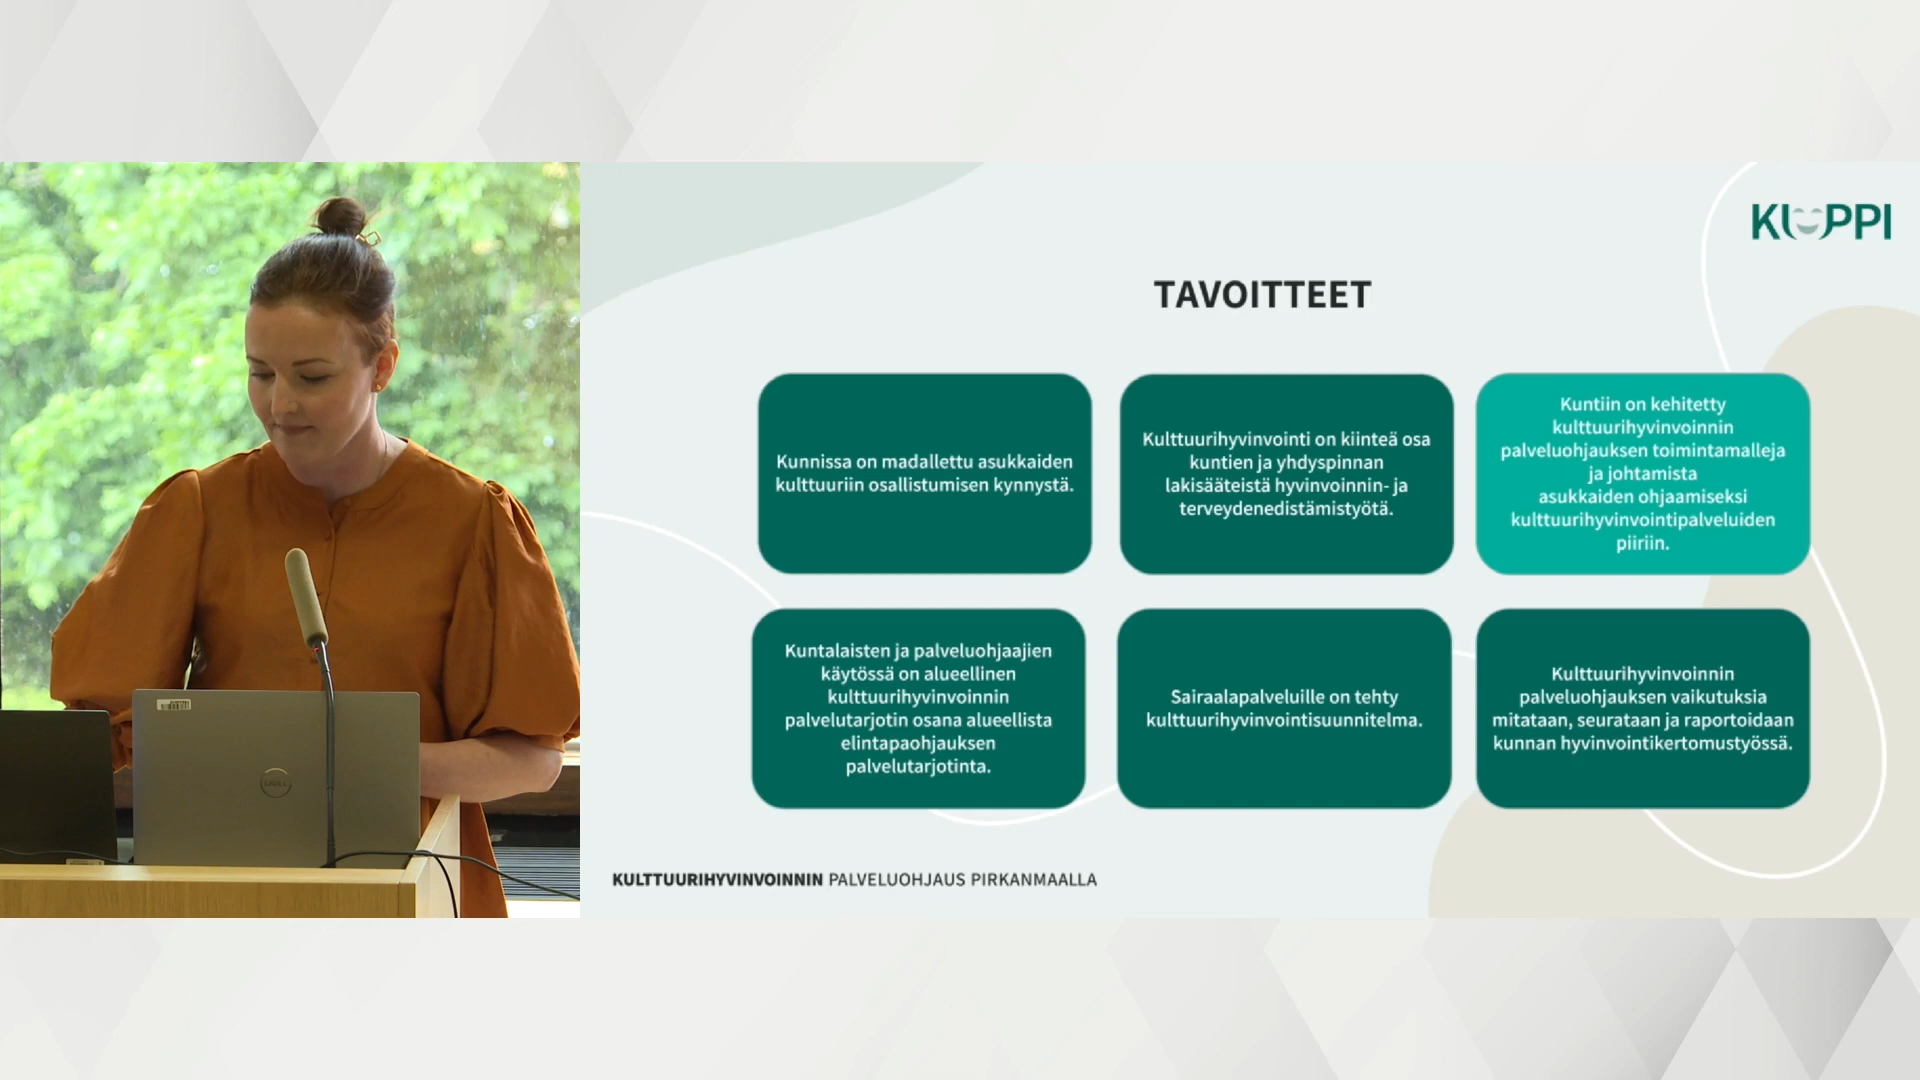 KUPPI
TAVOITTEET
Kunnissa on madallettu asukkaiden
kulttuuriin osallistumisen kynnystä.
Kulttuurihyvinvointi on kiinteä osa
kuntien ja yhdyspinnan
lakisääteistä hyvinvoinnin- ja
terveydenedistämistyötä.
Kuntiin on kehitetty
kulttuurihyvinvoinnin
palveluohjauksen toimintamalleja
ja johtamista
asukkaiden ohjaamiseksi
kulttuurihyvinvointipalveluiden
piiriin.
Kuntalaisten ja palveluohjaajien
käytössä on alueellinen
kulttuurihyvinvoinnin
palvelutarjotin osana alueellista
elintapaohjauksen
palvelutarjotinta.
Sairaalapalveluille on tehty
kulttuurihyvinvointisuunnitelma.
Kulttuurihyvinvoinnin
palveluohjauksen vaikutuksia
mitataan, seurataan ja raportoidaan
kunnan hyvinvointikertomustyössä.
KULTTUURIHYVINVOINNIN PALVELUOHJAUS PIRKANMAALLA
DELL